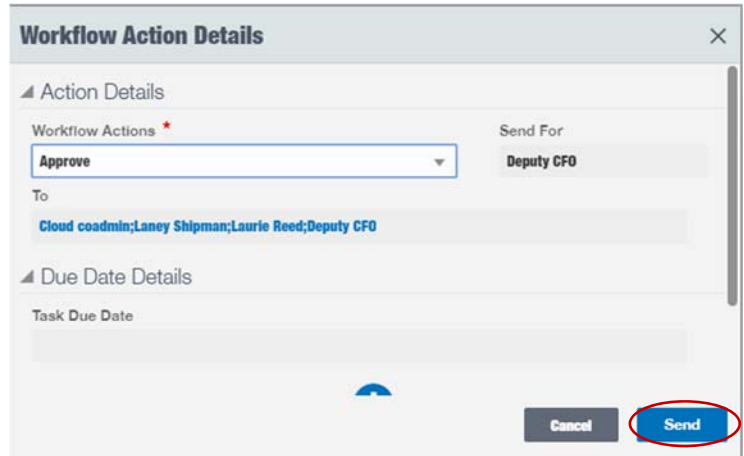 Workflow Action Details
Action Details
Workflow Actions * Send For
Approve Deputy CFO
To
Cloud coadmin;Laney Shipman;Laurie Reed;Deputy CFO
Due Date Details
Task Due Date
Cancel Send